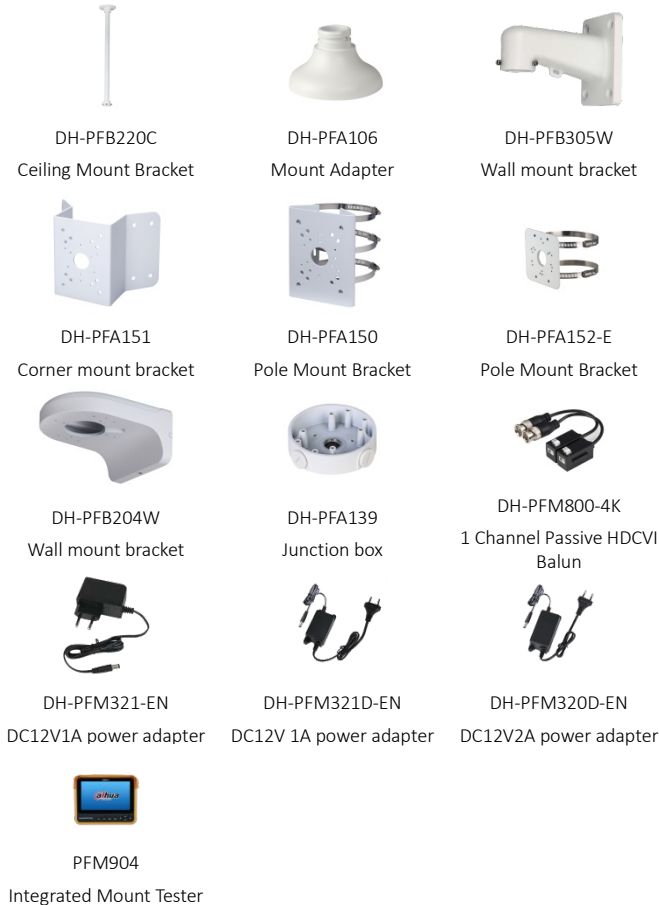 DH-PFB220C
Ceiling Mount Bracket
DH-PFA106
Mount Adapter
DH-PFB305W
Wall mount bracket
DH-PFA151
Corner mount bracket
DH-PFA150
Pole Mount Bracket
DH-PFA152-E
Pole Mount Bracket
DH-PFB204W
Wall mount bracket
DH-PFA139
Junction box
DH-PFM800-4K
1 Channel Passive HDCVI
Balun
DH-PFM321-EN
DC12V1A power adapter
DH-PFM321D-EN
DC12V 1A power adapter
DH-PFM320D-EN
DC12V2A power adapter
alhua
PFM904
Integrated Mount Tester